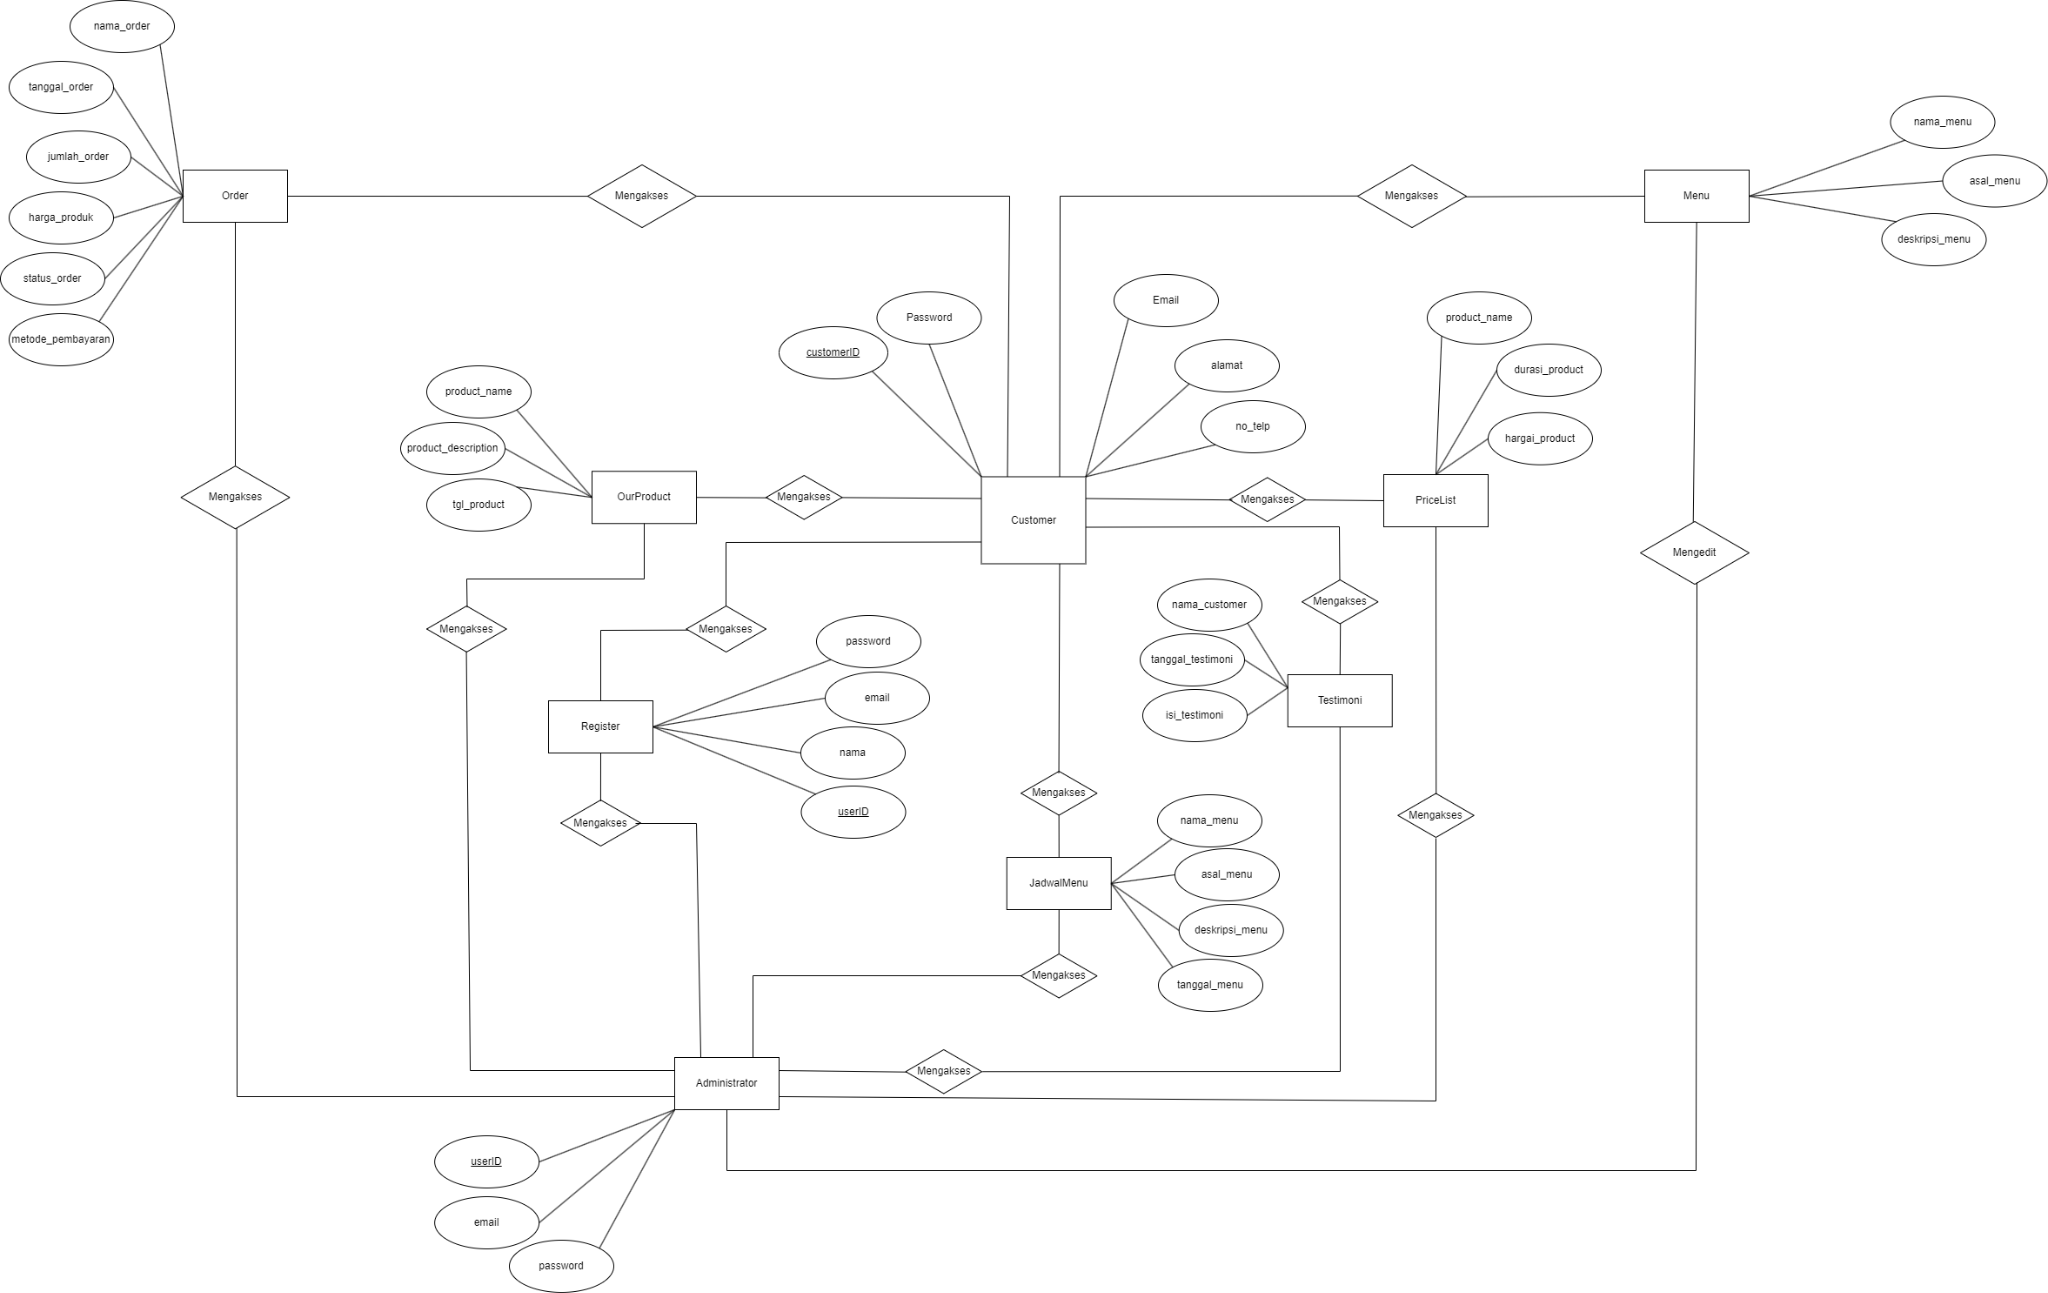 nama_order
tanggal_order
nama_menu
jumlah_order
asal_menu
Order
Mengakses
Mengakses
Menu
harga_produk
deskripsi_menu
status_order
Email
Password
product_name
metode_pembayaran
customerID
alamat
durasi_product
product_name
no_telp
hargai_product
product_description
Mengakses
OurProduct
Mengakses
Mengakses
PriceList
tgl_product
Customer
Mengedit
nama_customer
Mengakses
Mengakses
Mengakses
password
tanggal_testimoni
email
Testimoni
isi_testimoni
Register
nama
Mengakses
userID
Mengakses
nama_menu
Mengakses
asal_menu
JadwalMenu
deskripsi_menu
Mengakses
tanggal_menu
Mengakses
Administrator
userID
email
password